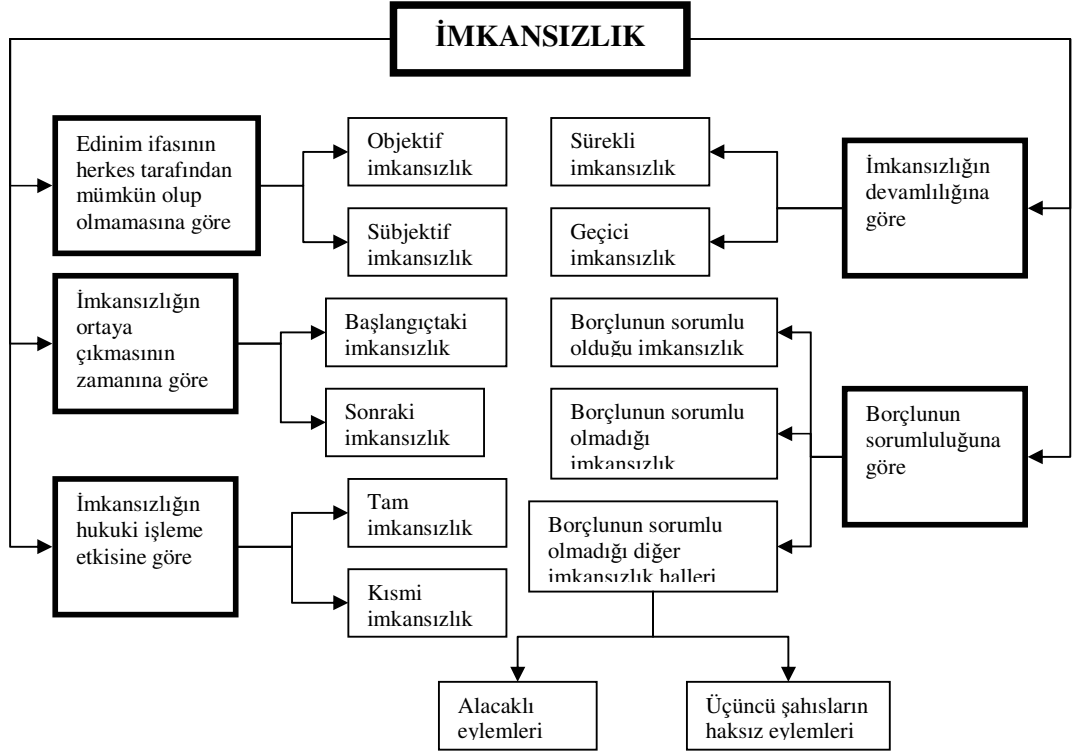 İMKANSIZLIK
Edinim ifasının
herkes tarafından
mümkün olup
olmamasına göre
Objektif
imkansızlık
Sübjektif
imkansızlık
İmkansızlığın
ortaya
çıkmasının
zamanına göre
Başlangıçtaki
imkansızlık
Sonraki
imkansızlık
İmkansızlığın
hukuki işleme
etkisine göre
Tam
imkansızlık
Kısmi
imkansızlık
İmkansızlığın
devamlılığına
göre
Sürekli
imkansızlık
Geçici
imkansızlık
Borçlunun
sorumluluğuna
göre
Borçlunun sorumlu
olduğu imkansızlık
Borçlunun sorumlu
olmadığı
imkansızlık
Borçlunun sorumlu
olmadığı diğer
imkansızlık halleri
Alacaklı
eylemleri
Üçüncü şahısların
haksız eylemleri